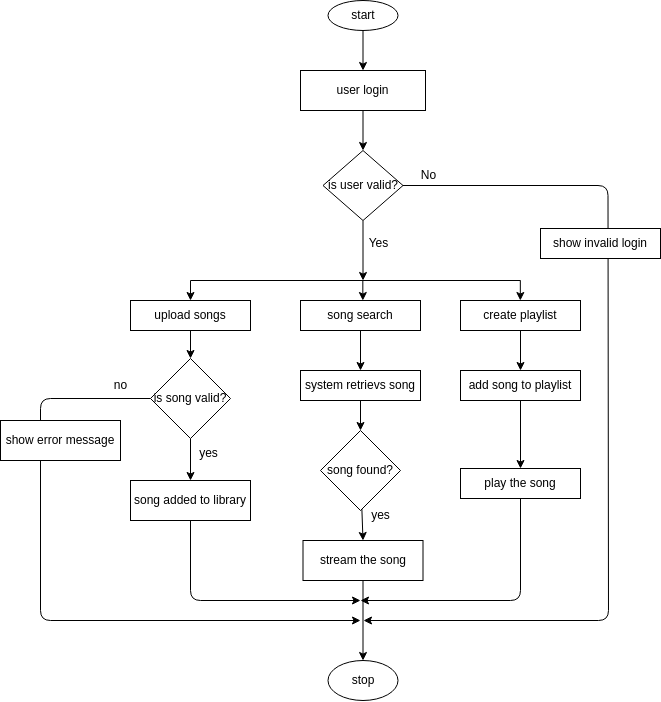 start
user login
is user valid?
No
Yes
show invalid login
upload songs
song search
create playlist
no
is song valid?
system retrievs song
add song to playlist
show error message
yes
song found?
play the song
song added to library
yes
stream the song
stop